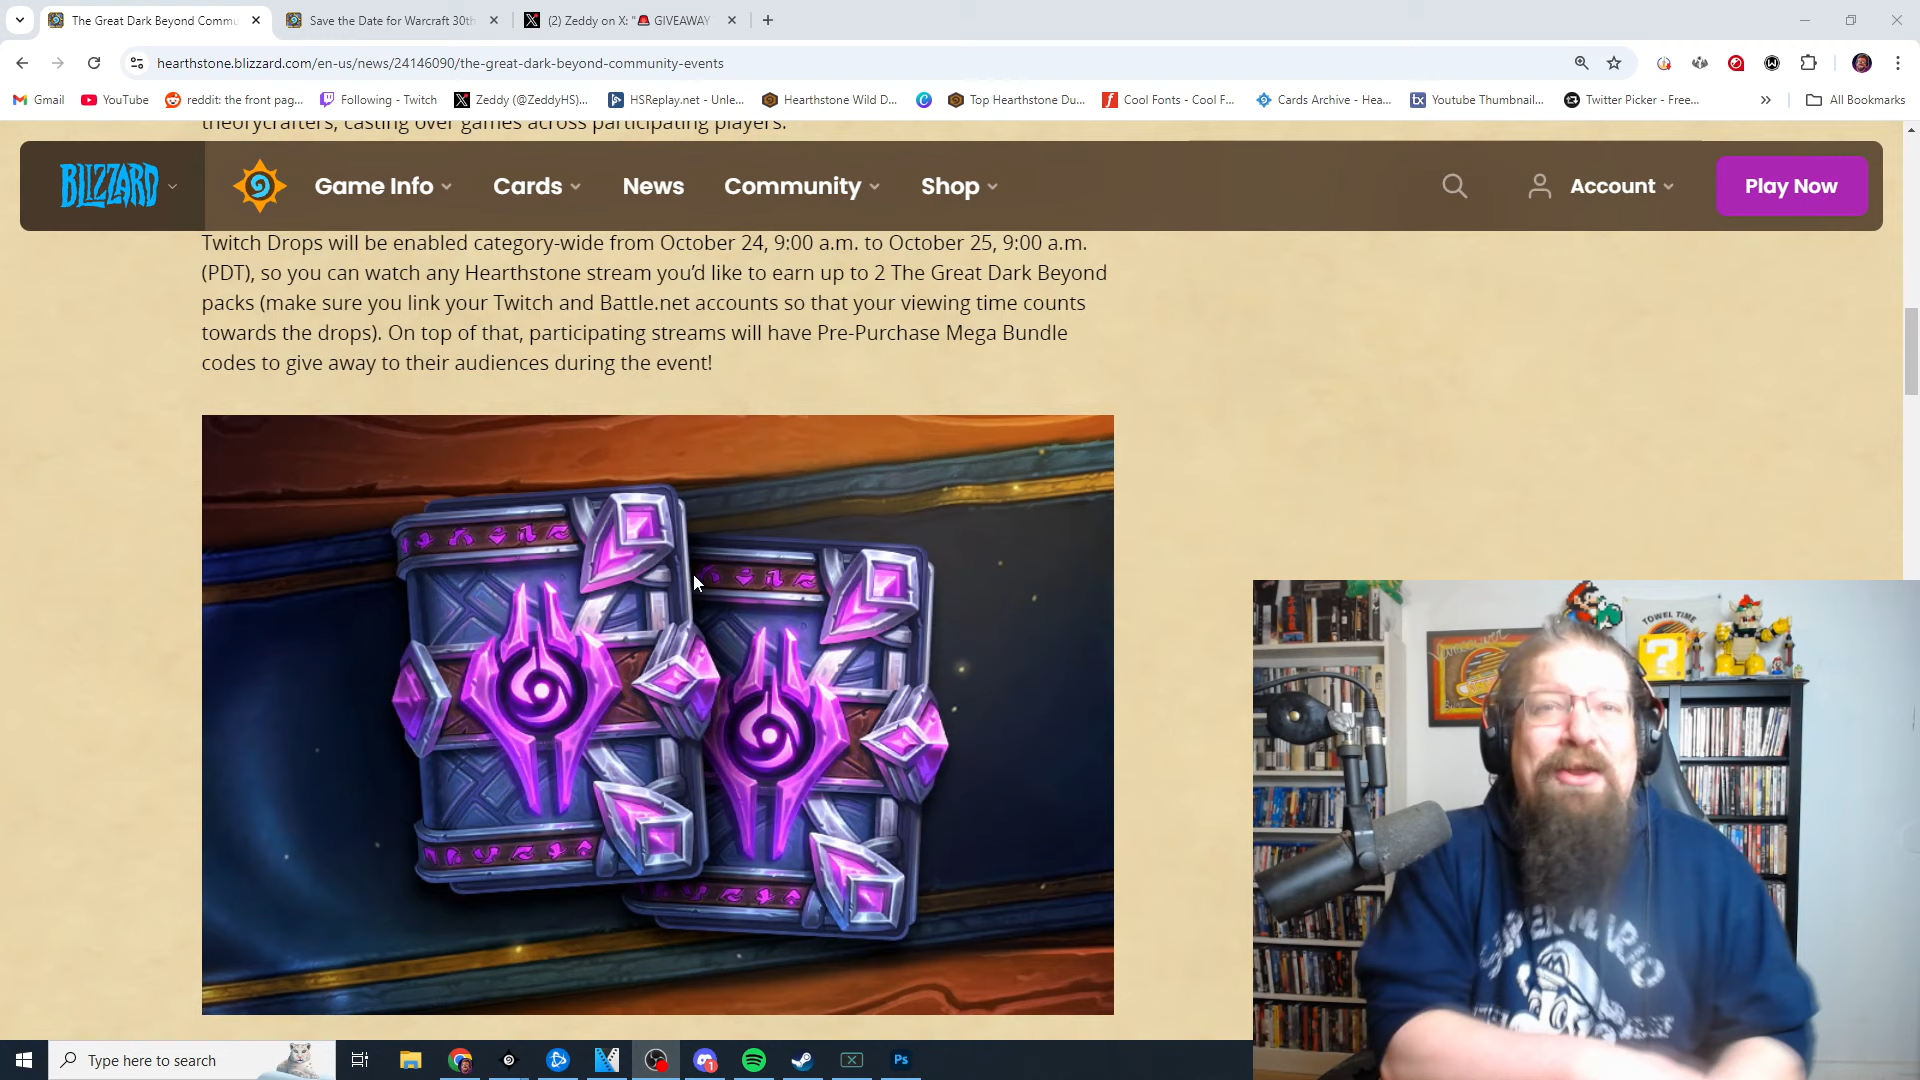 The Great Dark Beyond Commu
Save the Date for Warcraft 30th
(2) Zeddy on X: "🚨 GIVEAWAY
hearthstone.blizzard.com/en-us/news/24146090/the-great-dark-beyond-community-events
Gmail
YouTube
reddit: the front pag...
Following - Twitch
Zeddy (@ZeddyHS)...
HSReplay.net - Unle...
Hearthstone Wild D...
Top Hearthstone Du...
Cool Fonts - Cool F...
Cards Archive - Hea...
Youtube Thumbnail...
Twitter Picker - Free...
All Bookmarks
theorycrafters, casting over games across participating players.
BLIZZARD
Game Info
Cards
News
Community
Shop
Account
Play Now
Twitch Drops will be enabled category-wide from October 24, 9:00 a.m. to October 25, 9:00 a.m.
(PDT), so you can watch any Hearthstone stream you'd like to earn up to 2 The Great Dark Beyond
packs (make sure you link your Twitch and Battle.net accounts so that your viewing time counts
towards the drops). On top of that, participating streams will have Pre-Purchase Mega Bundle
codes to give away to their audiences during the event!
TOWEL TIME
SUPER MARIO
Type here to search
Ps